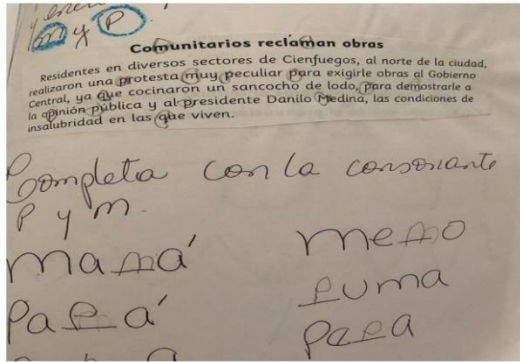 m y P
Comunitarios reclaman obras
Residentes en diversos sectores de Cienfuegos, al norte de la ciudad,
realizaron una protesta muy peculiar para exigirle obras al Gobierno
Central, ya que cocinaron un sancocho de lodo, para demostrarle a
la opinión pública y al presidente Danilo Medina, las condiciones de
insalubridad en las que viven.
Completa con la consonante
P y m.
mamá memo
Papá puma
papa